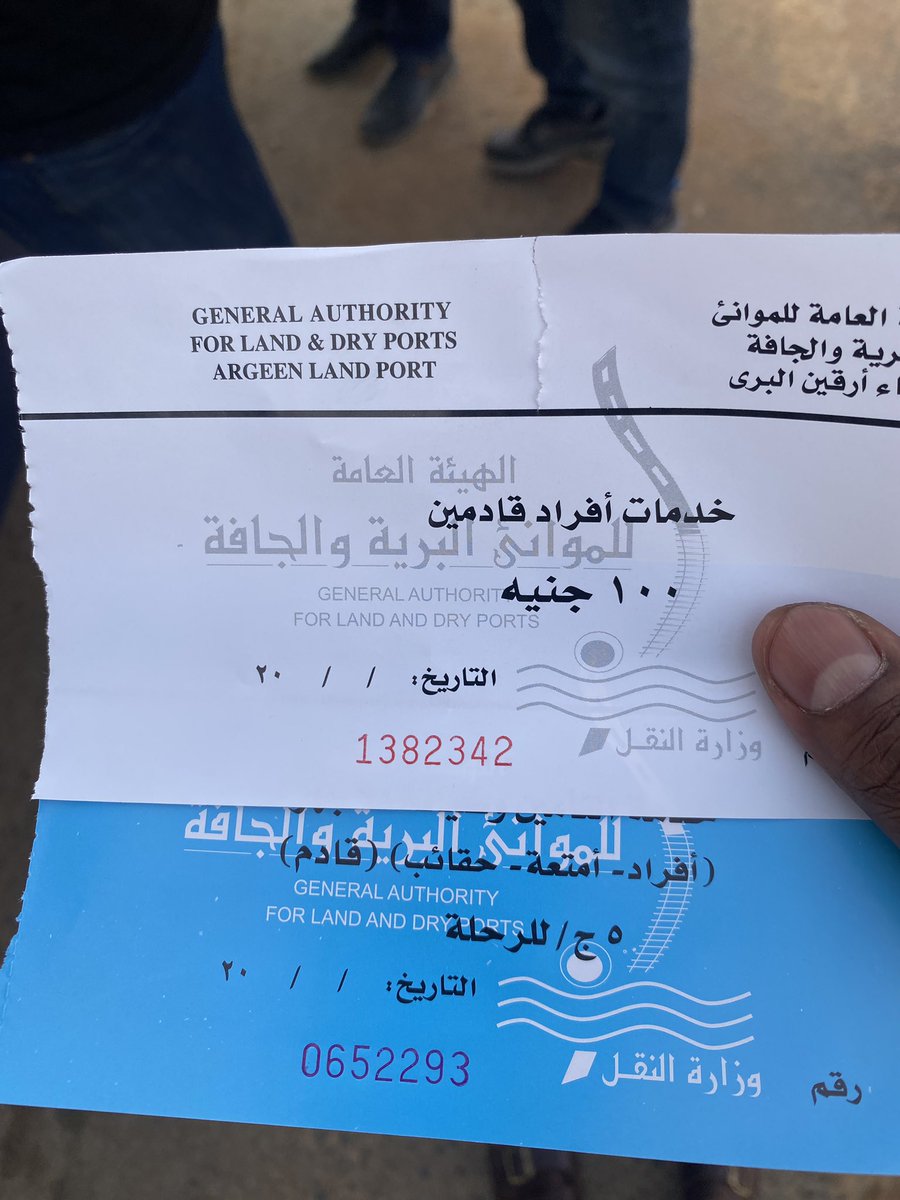 GENERAL AUTHORITY
FOR LAND & DRY PORTS
ARGEEN LAND PORT
العامة للموانئ
والجافة
أرقين البرى
الهيئة العامة
للموانئ البرية والجافة
GENERAL AUTHORITY
FOR LAND AND DRY PORTS
خدمات أفراد قادمين
١٠٠ جنيه
التاريخ: / / ٢٠
1382342
وزارة النقل
للموانئ البرية والجافة
(أفراد- أمتعة- حقائب) (قادم)
GENERAL AUTHORITY
FOR LAND AND DRY PORTS
٥ ج/ للرحلة
التاريخ: / / ٢٠
0652293
وزارة النقل
رقم